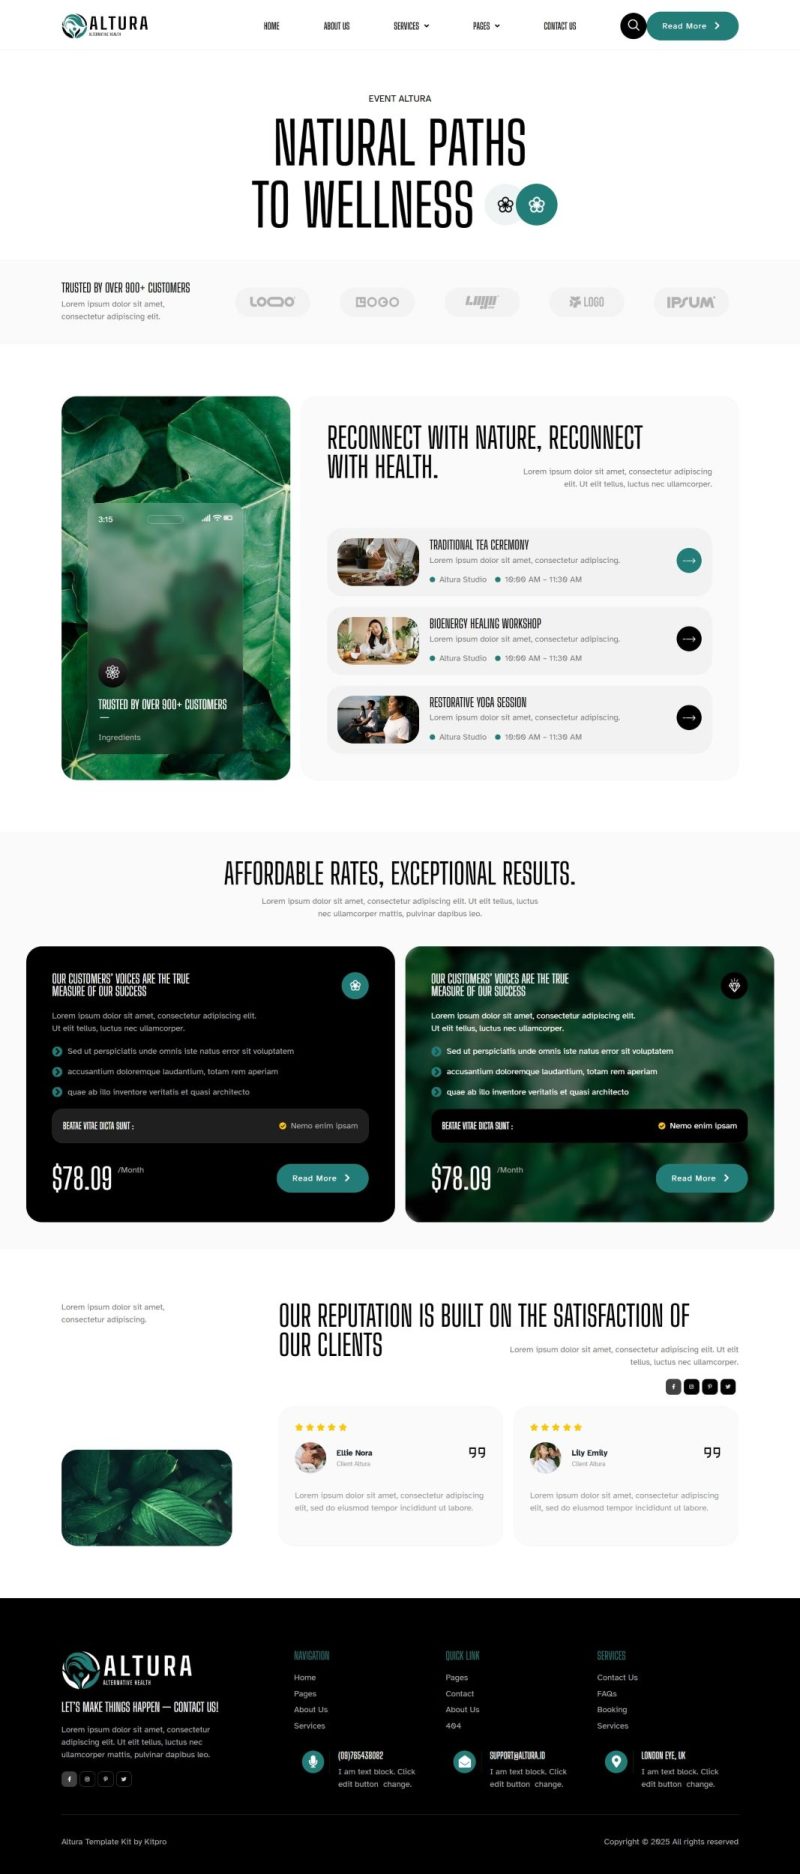 ALTURA
ALTERNATIVE HEALTH
HOME
ABOUT US
SERVICES
PAGES
CONTACT US
Read More
EVENT ALTURA
NATURAL PATHS
TO WELLNESS
TRUSTED BY OVER 900+ CUSTOMERS
Lorem ipsum dolor sit amet,
consectetur adipiscing elit.
LOGO
LOGO
IPSUM
3:15
TRUSTED BY OVER 900+ CUSTOMERS
Ingredients
RECONNECT WITH NATURE, RECONNECT
WITH HEALTH.
Lorem ipsum dolor sit amet, consectetur adipiscing
elit. Ut elit tellus, luctus nec ullamcorper.
TRADITIONAL TEA CEREMONY
Lorem ipsum dolor sit amet, consectetur adipiscing.
Altura Studio
10:00 AM – 11:30 AM
BIOENERGY HEALING WORKSHOP
Lorem ipsum dolor sit amet, consectetur adipiscing.
Altura Studio
10:00 AM – 11:30 AM
RESTORATIVE YOGA SESSION
Lorem ipsum dolor sit amet, consectetur adipiscing.
Altura Studio
10:00 AM – 11:30 AM
AFFORDABLE RATES, EXCEPTIONAL RESULTS.
Lorem ipsum dolor sit amet, consectetur adipiscing elit. Ut elit tellus, luctus
nec ullamcorper mattis, pulvinar dapibus leo.
OUR CUSTOMERS' VOICES ARE THE TRUE
MEASURE OF OUR SUCCESS
Lorem ipsum dolor sit amet, consectetur adipiscing elit.
Ut elit tellus, luctus nec ullamcorper.
Sed ut perspiciatis unde omnis iste natus error sit voluptatem
accusantium doloremque laudantium, totam rem aperiam
quae ab illo inventore veritatis et quasi architecto
BEATAE VITAE DICTA SUNT :
Nemo enim ipsam
$78.09
/Month
Read More
OUR CUSTOMERS' VOICES ARE THE TRUE
MEASURE OF OUR SUCCESS
Lorem ipsum dolor sit amet, consectetur adipiscing elit.
Ut elit tellus, luctus nec ullamcorper.
Sed ut perspiciatis unde omnis iste natus error sit voluptatem
accusantium doloremque laudantium, totam rem aperiam
quae ab illo inventore veritatis et quasi architecto
BEATAE VITAE DICTA SUNT :
Nemo enim ipsam
$78.09
/Month
Read More
Lorem ipsum dolor sit amet,
consectetur adipiscing.
OUR REPUTATION IS BUILT ON THE SATISFACTION OF
OUR CLIENTS
Lorem ipsum dolor sit amet, consectetur adipiscing elit. Ut elit
tellus, luctus nec ullamcorper.
Ellie Nora
Client Altura
Lorem ipsum dolor sit amet, consectetur adipiscing
elit, sed do eiusmod tempor incididunt ut labore.
Lily Emily
Client Altura
Lorem ipsum dolor sit amet, consectetur adipiscing
elit, sed do eiusmod tempor incididunt ut labore.
ALTURA
ALTERNATIVE HEALTH
LET'S MAKE THINGS HAPPEN — CONTACT US!
Lorem ipsum dolor sit amet, consectetur
adipiscing elit. Ut elit tellus, luctus nec
ullamcorper mattis, pulvinar dapibus leo.
NAVIGATION
Home
Pages
About Us
Services
QUICK LINK
Pages
Contact
About Us
404
SERVICES
Contact Us
FAQs
Booking
Services
(08)765438082
I am text block. Click
edit button change.
SUPPORT@ALTURA.ID
I am text block. Click
edit button change.
LONDON EYE, UK
I am text block. Click
edit button change.
Altura Template Kit by Kitpro
Copyright © 2025 All rights reserved